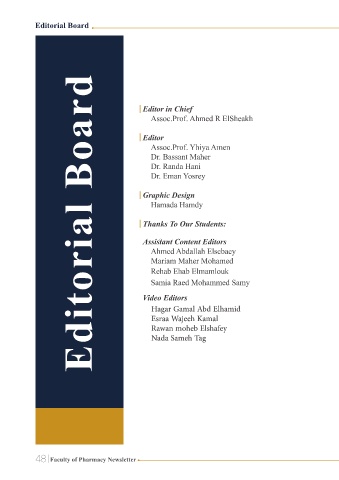 Editorial Board
Editorial Board
Editor in Chief
Assoc.Prof. Ahmed R ElSheakh
Editor
Assoc.Prof. Yhiya Amen
Dr. Bassant Maher
Dr. Randa Hani
Dr. Eman Yosrey
Graphic Design
Hamada Hamdy
Thanks To Our Students:
Assistant Content Editors
Ahmed Abdallah Elsebaey
Mariam Maher Mohamed
Rehab Ehab Elmamlouk
Samia Raed Mohammed Samy
Video Editors
Hagar Gamal Abd Elhamid
Esraa Wajeeh Kamal
Rawan moheb Elshafey
Nada Sameh Tag
48 Faculty of Pharmacy Newsletter